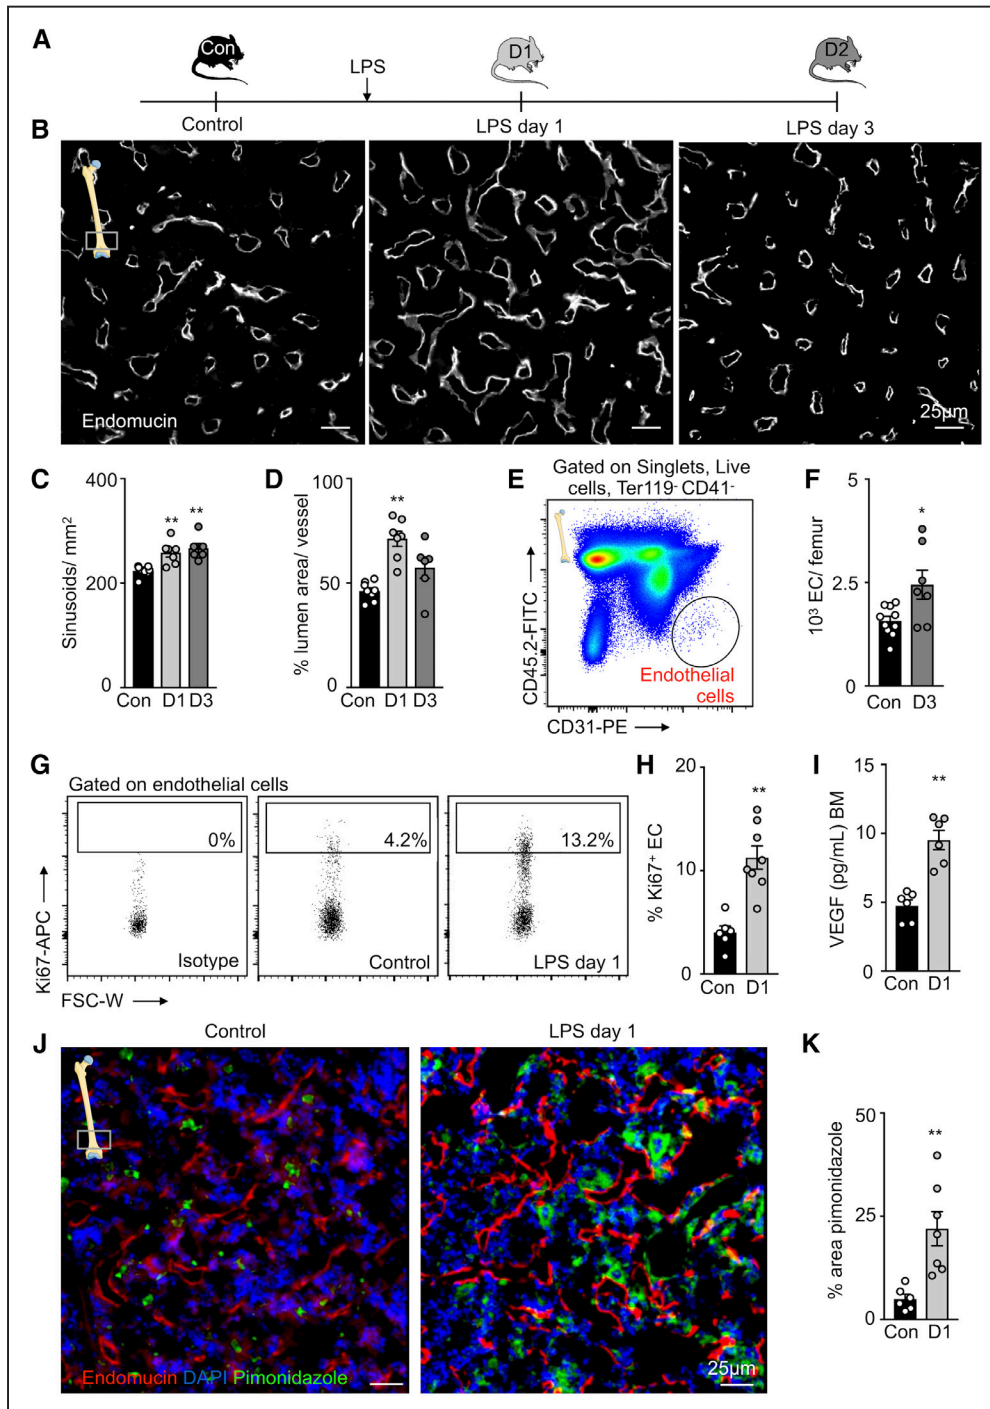 A
Con
LPS
D1
D2
B
Control
LPS day 1
LPS day 3
Endomucin
25µm
C
Sinusoids/ mm²
400
200
0
**
**
Con D1 D3
D
% lumen area/ vessel
100
50
0
**
Con D1 D3
E
Gated on Singlets, Live
cells, Ter119⁻ CD41⁻
CD45.2-FITC
CD31-PE
Endothelial
cells
F
10³ EC/ femur
5
2.5
0
*
Con D3
G
Gated on endothelial cells
Ki67-APC
FSC-W
0%
Isotype
4.2%
Control
13.2%
LPS day 1
H
% Ki67⁺ EC
20
10
0
**
Con D1
I
VEGF (pg/mL) BM
15
10
5
0
**
Con D1
J
Control
LPS day 1
Endomucin DAPI Pimonidazole
25µm
K
% area pimonidazole
50
25
0
**
Con D1